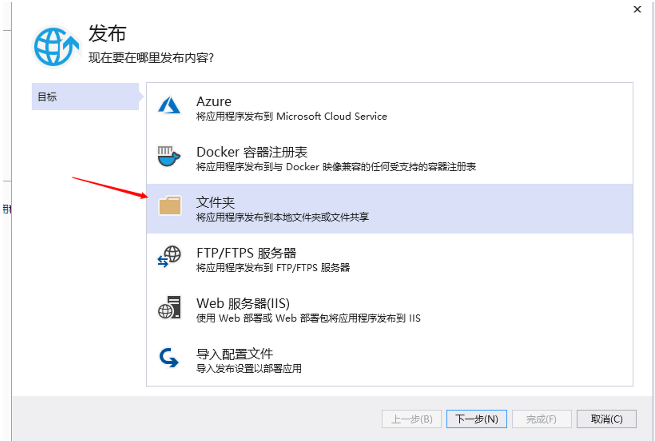 发布
现在要在哪里发布内容?
目标
Azure
将应用程序发布到 Microsoft Cloud Service
Docker 容器注册表
将应用程序发布到与 Docker 映像兼容的任何受支持的容器注册表
文件夹
将应用程序发布到本地文件夹或文件共享
FTP/FTPS 服务器
将应用程序发布到 FTP/FTPS 服务器
Web 服务器(IIS)
使用 Web 部署或 Web 部署包将应用程序发布到 IIS
导入配置文件
导入发布设置以部署应用
上一步(B)
下一步(N)
完成(F)
取消(C)